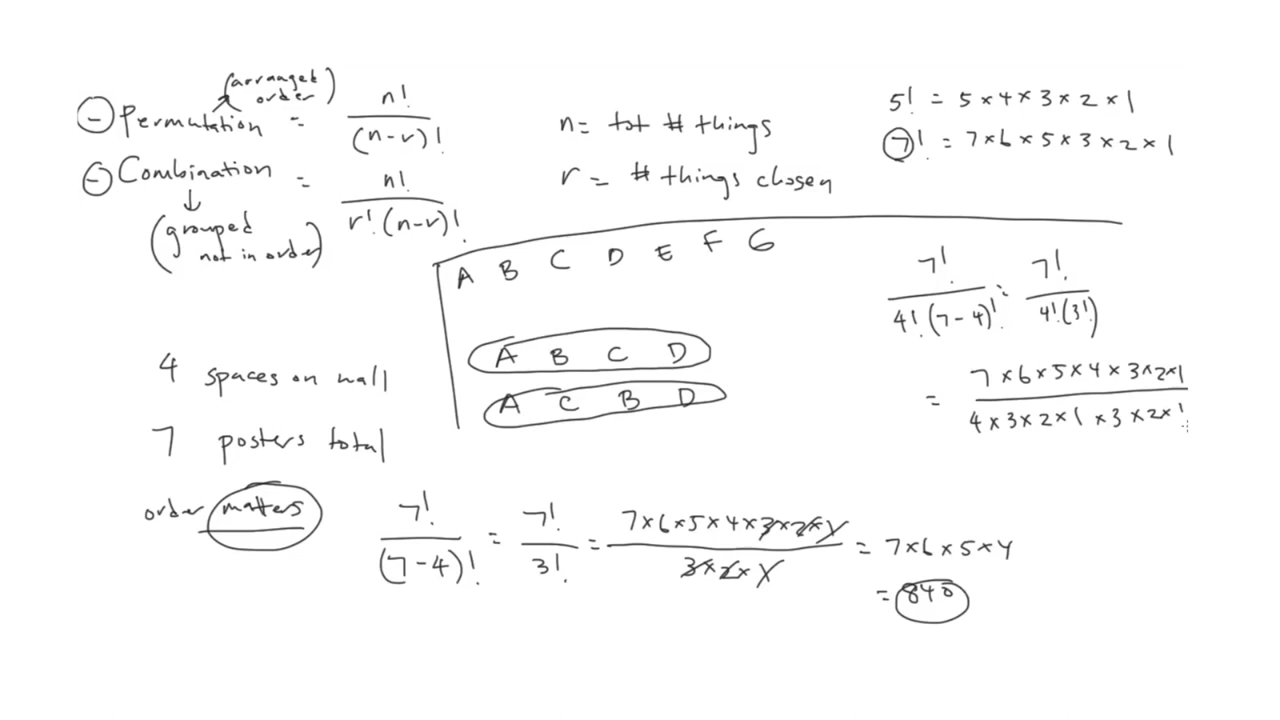 (arranged
order)
- Permutation = n! / (n-r)!
- Combination = n! / r!(n-r)!
(grouped
not in order)
n = tot # things
r = # things chosen
5! = 5×4×3×2×1
7! = 7×6×5×3×2×1
A B C D E F G
A B C D
A C B D
7! / 4!(7-4)! = 7! / 4!(3!)
= 7×6×5×4×3×2×1 / 4×3×2×1×3×2×1
4 spaces on wall
7 posters total
order matters
7! / (7-4)! = 7! / 3! = 7×6×5×4×3×2×1 / 3×2×1 = 7×6×5×4
= 840